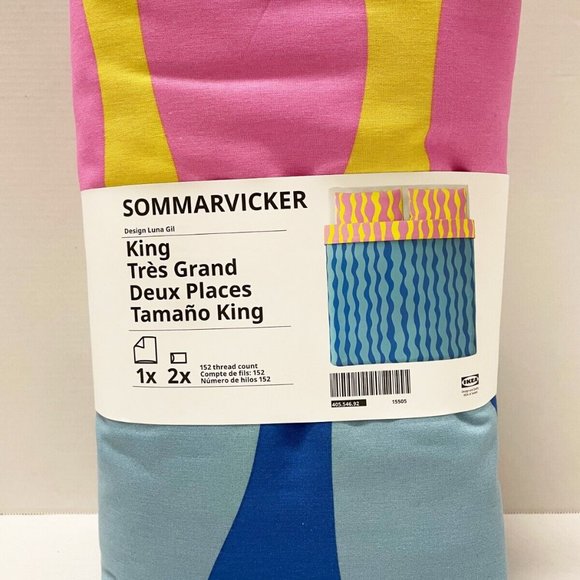 SOMMARVICKER
Design Luna Gil
King
Très Grand
Deux Places
Tamaño King
1x 2x
152 thread count
Compte de fils: 152
Número de hilos 152
405.546.92 15505
IKEA